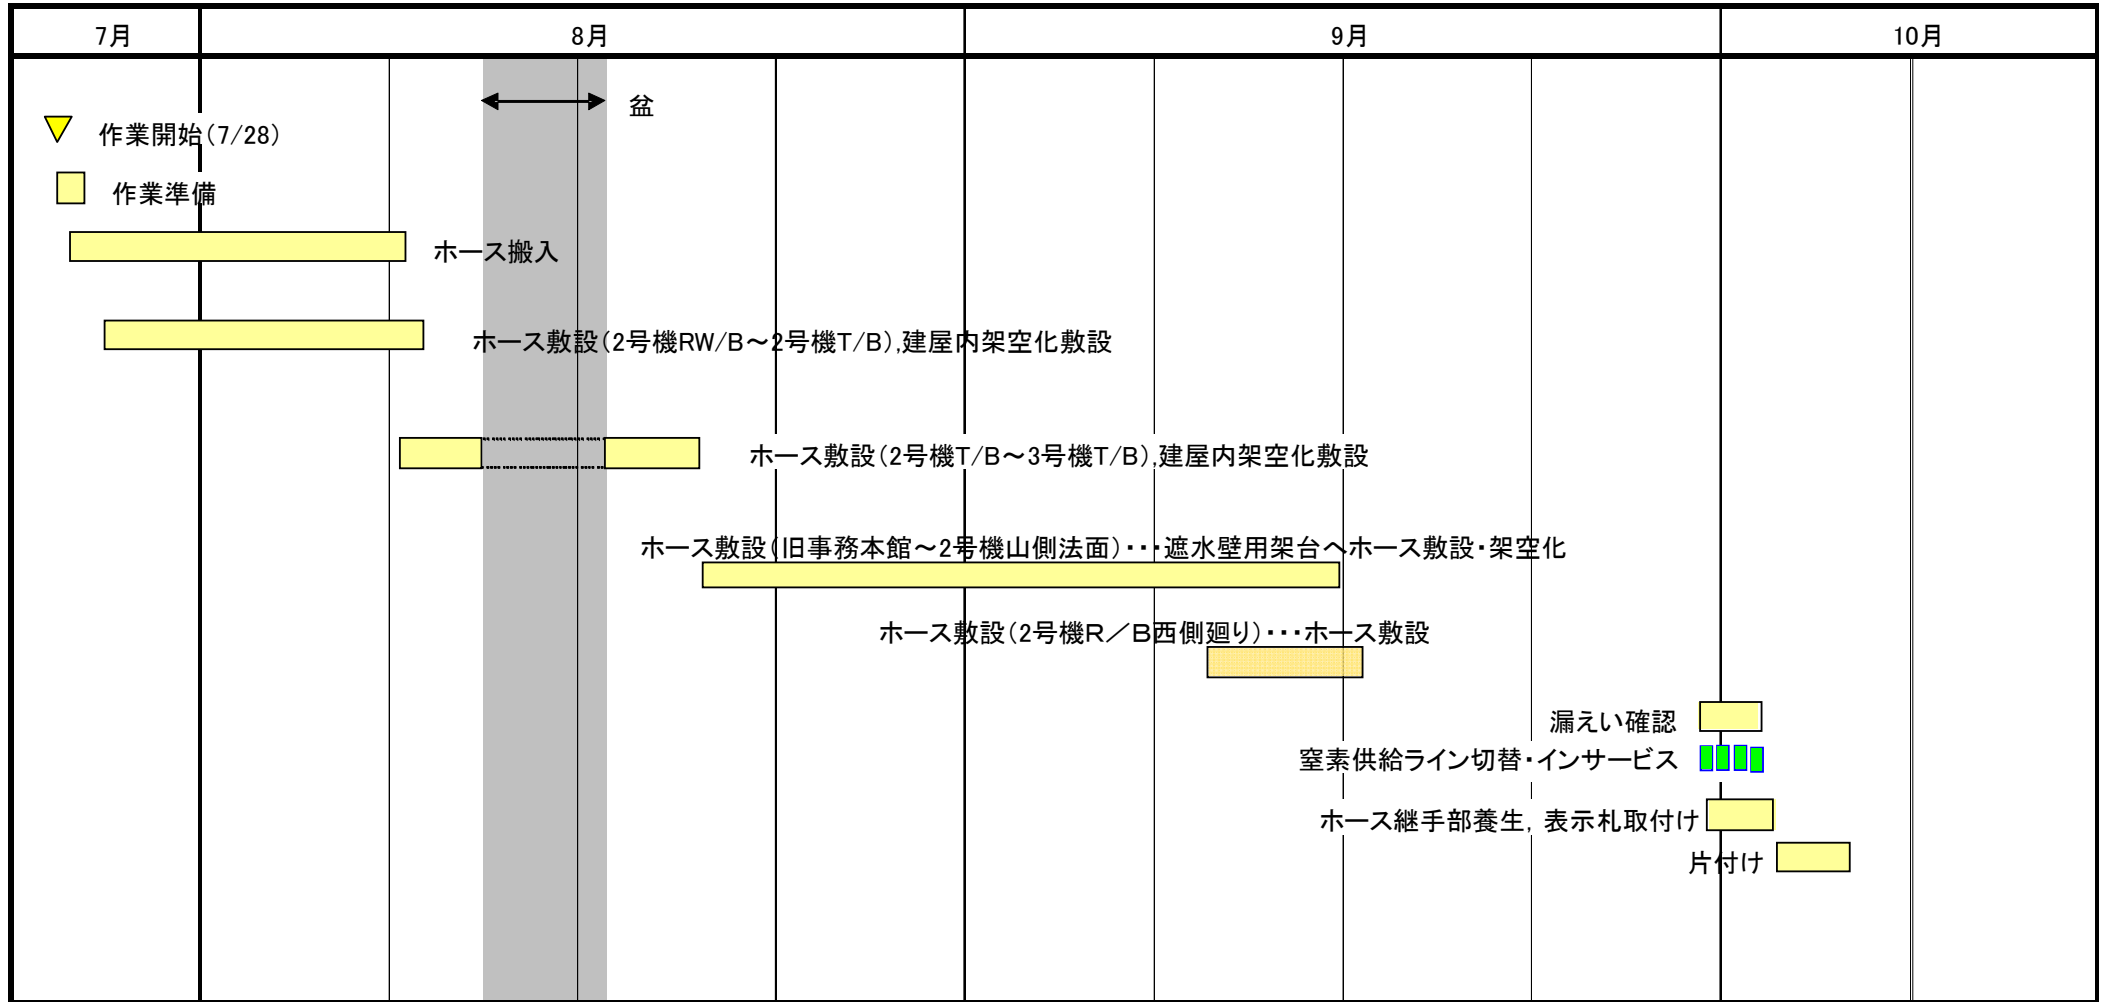 7月
8月
9月
10月
盆
作業開始(7/28)
作業準備
ホース搬入
ホース敷設(2号機RW/B～2号機T/B),建屋内架空化敷設
ホース敷設(2号機T/B～3号機T/B),建屋内架空化敷設
ホース敷設(旧事務本館～2号機山側法面)・・・遮水壁用架台へホース敷設・架空化
ホース敷設(2号機Ｒ／Ｂ西側廻り)・・・ホース敷設
漏えい確認
窒素供給ライン切替・インサービス
ホース継手部養生, 表示札取付け
片付け